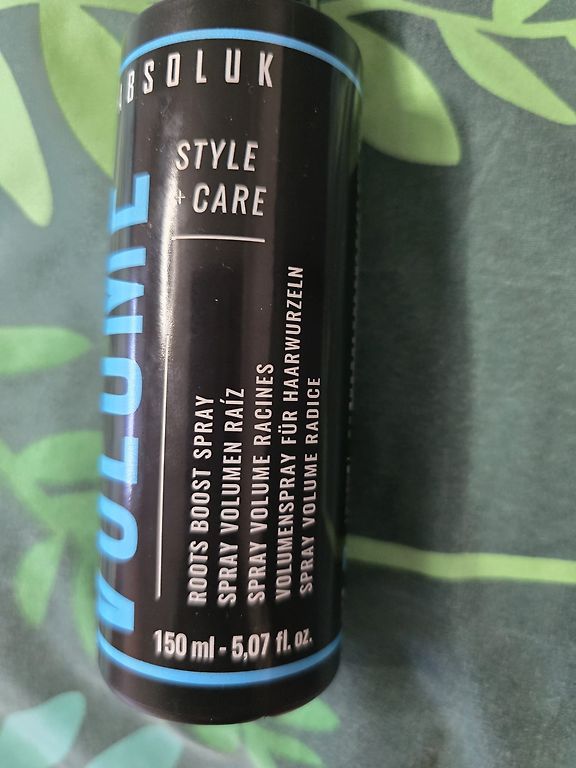 ABSOLUK
STYLE
+ CARE
VOLUME
ROOTS BOOST SPRAY
SPRAY VOLUMEN RAÍZ
SPRAY VOLUME RACINES
VOLUMENSPRAY FÜR HAARWURZELN
SPRAY VOLUME RADICE
150 ml - 5,07 fl. oz.